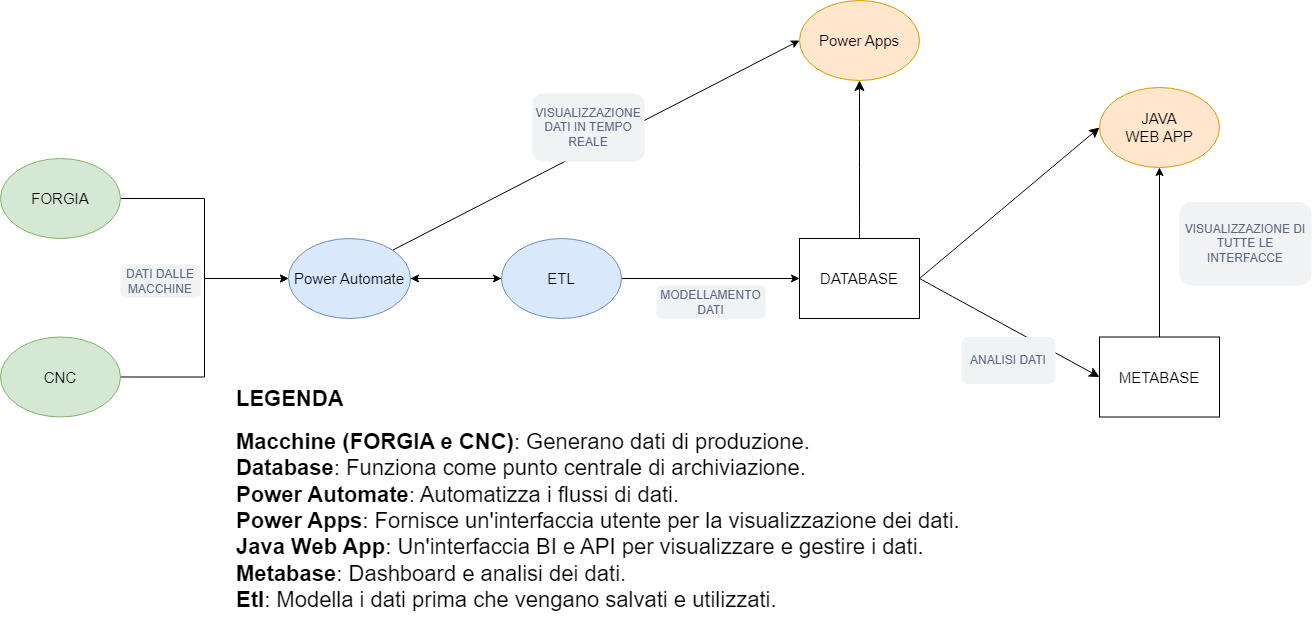 Power Apps
VISUALIZZAZIONE
DATI IN TEMPO
REALE
JAVA
WEB APP
FORGIA
VISUALIZZAZIONE DI
TUTTE LE
INTERFACCE
DATI DALLE
MACCHINE
Power Automate
ETL
DATABASE
MODELLAMENTO
DATI
ANALISI DATI
CNC
METABASE
LEGENDA
Macchine (FORGIA e CNC): Generano dati di produzione.
Database: Funziona come punto centrale di archiviazione.
Power Automate: Automatizza i flussi di dati.
Power Apps: Fornisce un'interfaccia utente per la visualizzazione dei dati.
Java Web App: Un'interfaccia BI e API per visualizzare e gestire i dati.
Metabase: Dashboard e analisi dei dati.
Etl: Modella i dati prima che vengano salvati e utilizzati.